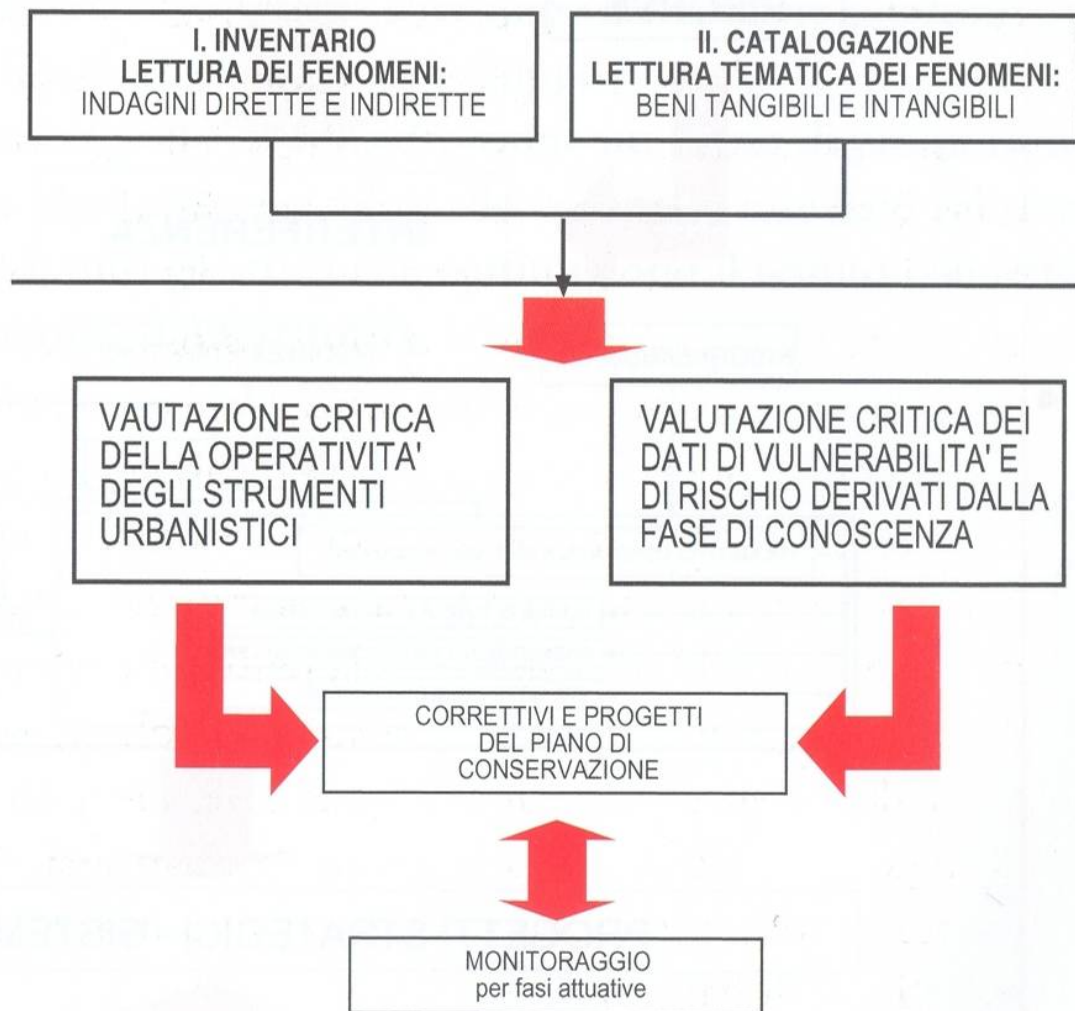 I. INVENTARIO
LETTURA DEI FENOMENI:
INDAGINI DIRETTE E INDIRETTE
II. CATALOGAZIONE
LETTURA TEMATICA DEI FENOMENI:
BENI TANGIBILI E INTANGIBILI
VAUTAZIONE CRITICA
DELLA OPERATIVITA'
DEGLI STRUMENTI
URBANISTICI
VALUTAZIONE CRITICA DEI
DATI DI VULNERABILITA' E
DI RISCHIO DERIVATI DALLA
FASE DI CONOSCENZA
CORRETTIVI E PROGETTI
DEL PIANO DI
CONSERVAZIONE
MONITORAGGIO
per fasi attuative